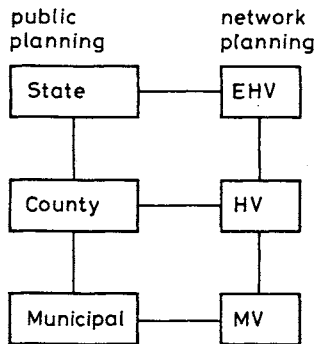 public planning
network planning
State
EHV
County
HV
Municipal
MV